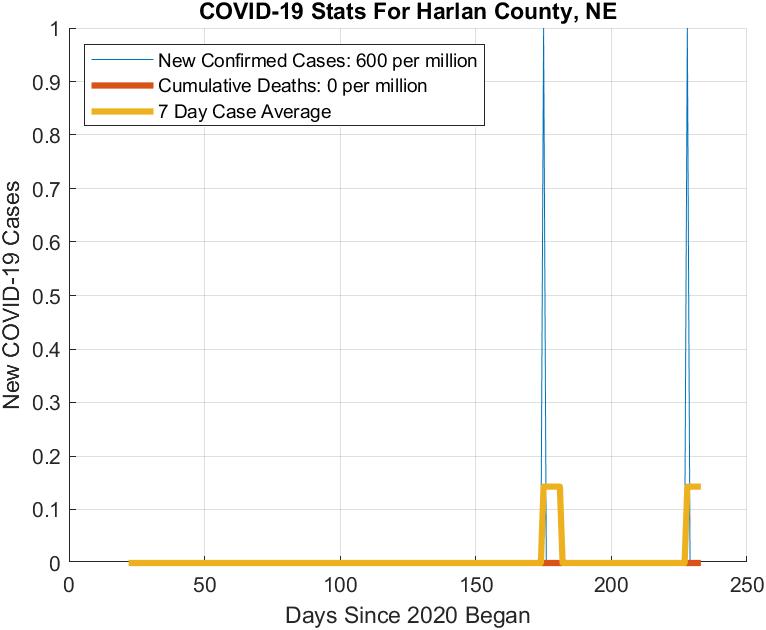 COVID-19 Stats For Harlan County, NE
New Confirmed Cases: 600 per million
Cumulative Deaths: 0 per million
7 Day Case Average
New COVID-19 Cases
1
0.9
0.8
0.7
0.6
0.5
0.4
0.3
0.2
0.1
0
0 50 100 150 200 250
Days Since 2020 Began